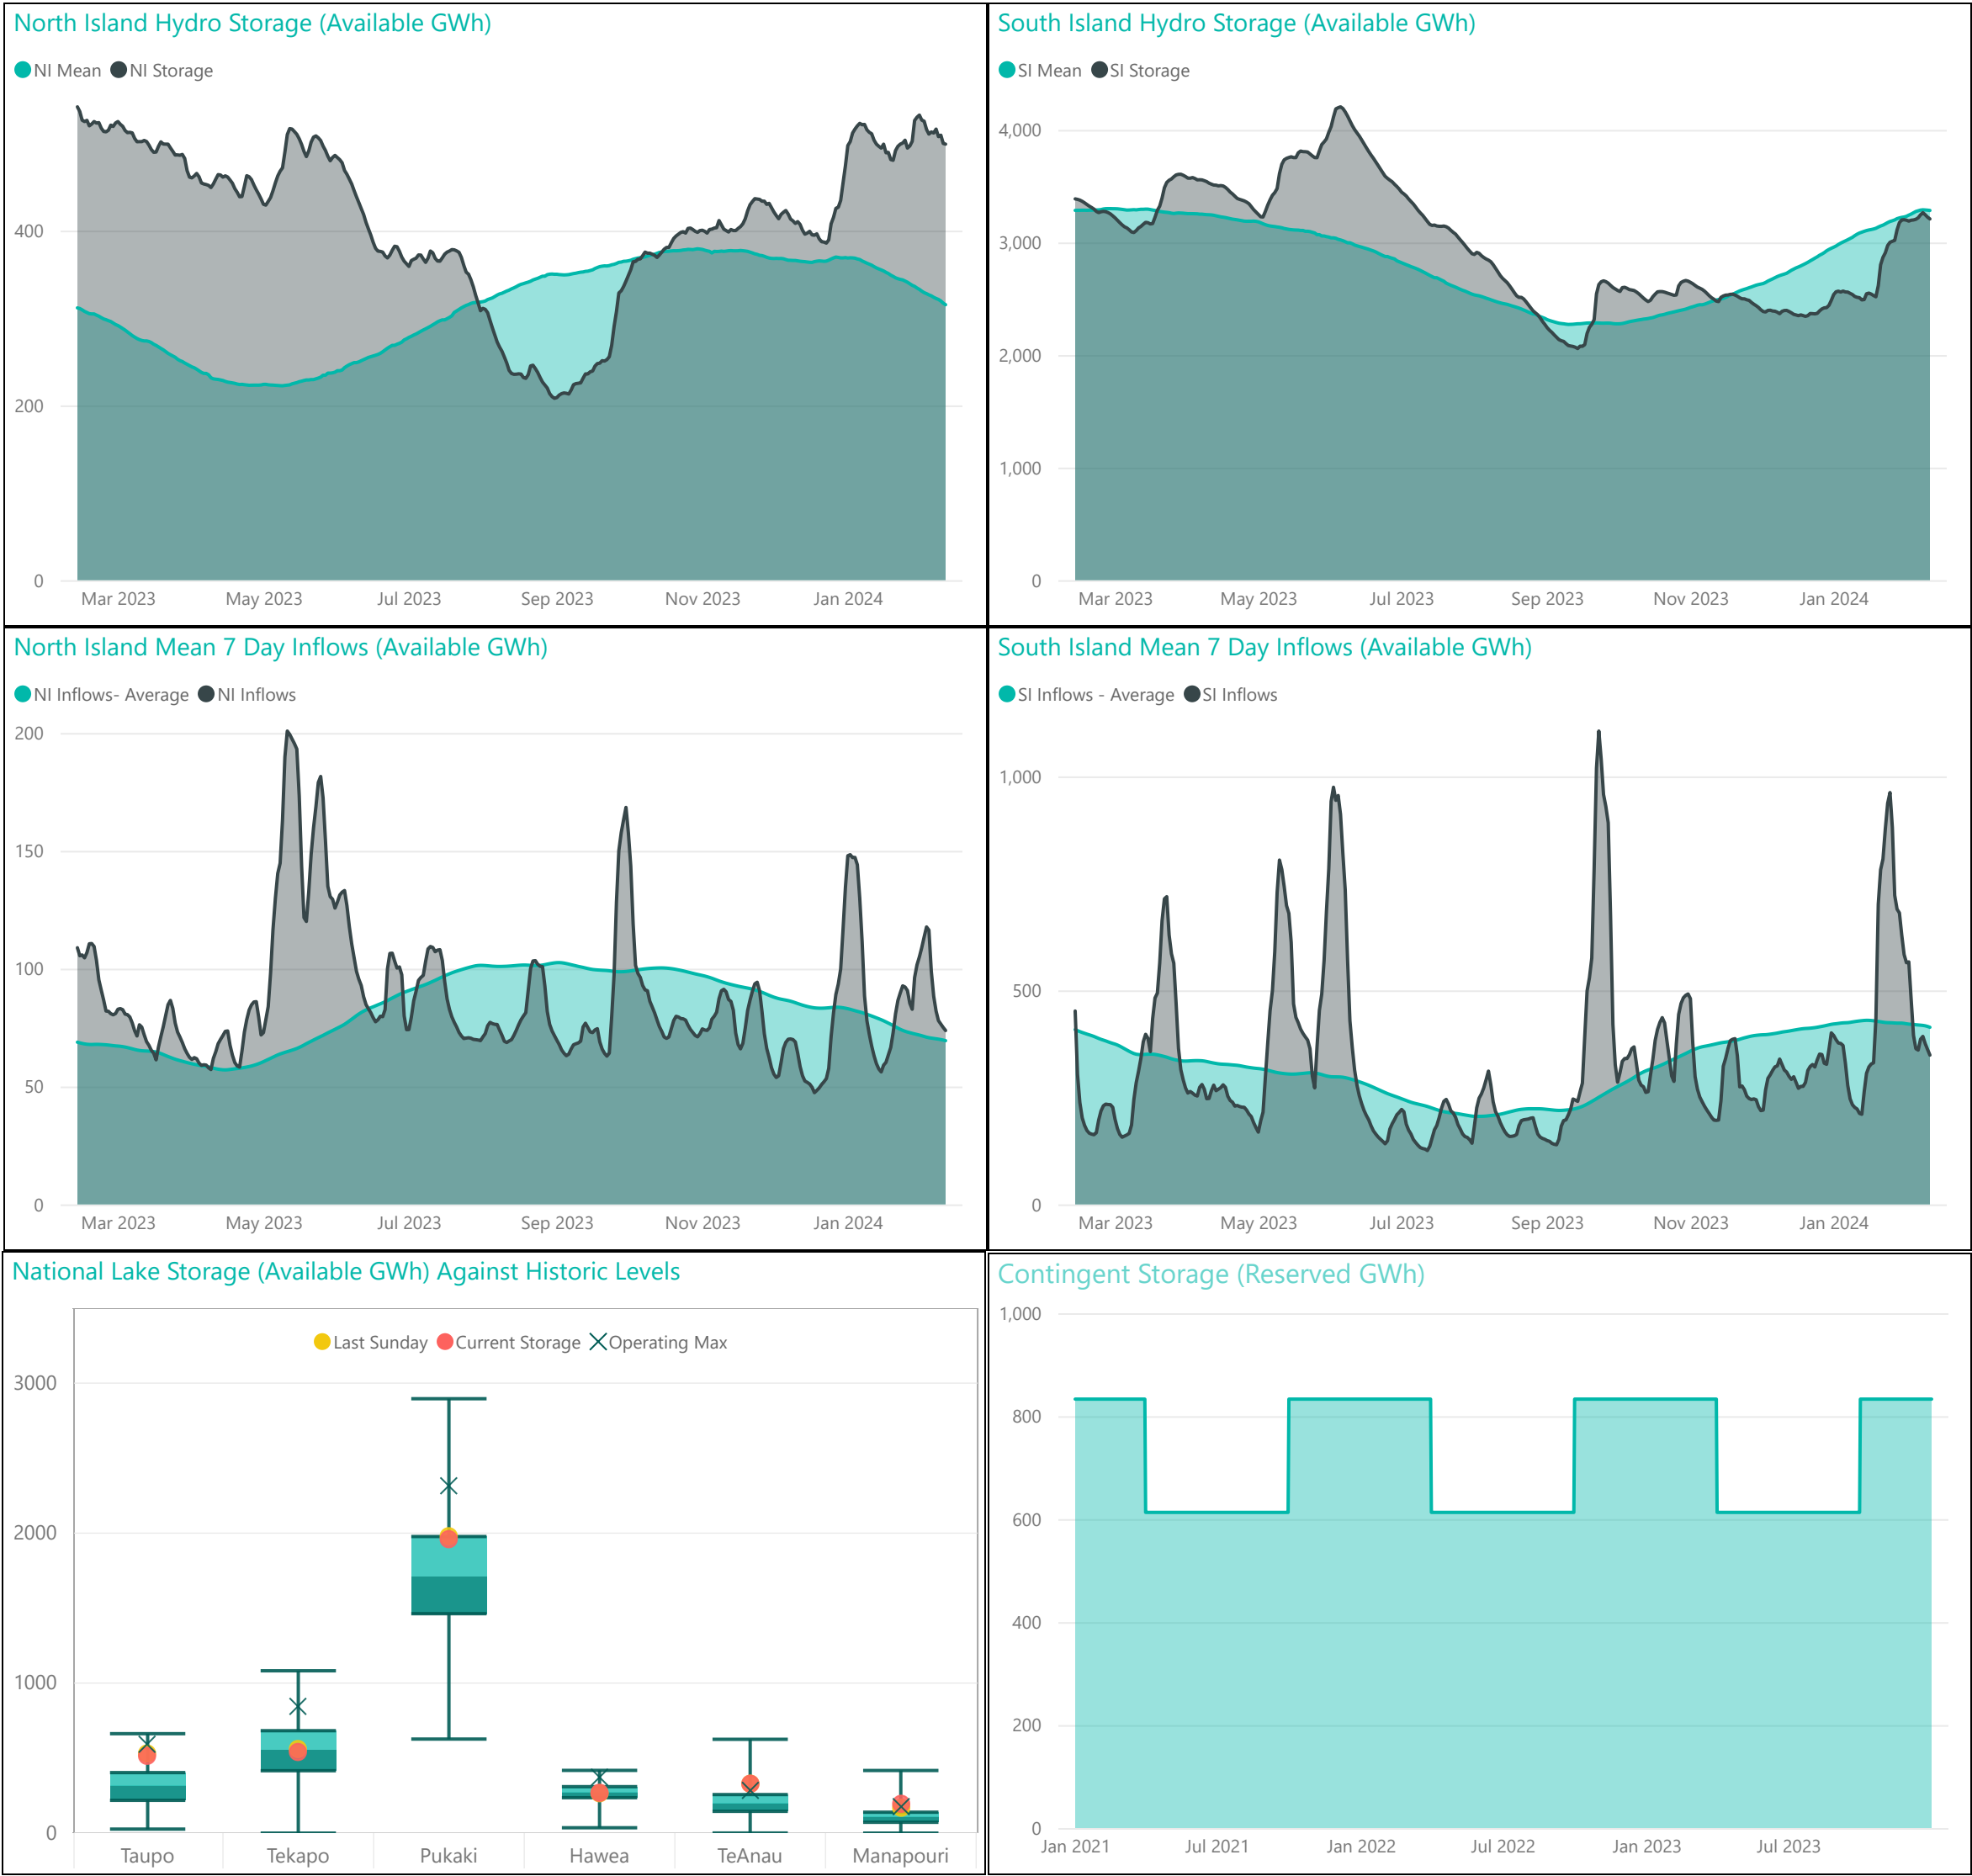 North Island Hydro Storage (Available GWh)
NI Mean NI Storage
400
200
0
Mar 2023 May 2023 Jul 2023 Sep 2023 Nov 2023 Jan 2024
South Island Hydro Storage (Available GWh)
SI Mean SI Storage
4,000
3,000
2,000
1,000
0
Mar 2023 May 2023 Jul 2023 Sep 2023 Nov 2023 Jan 2024
North Island Mean 7 Day Inflows (Available GWh)
NI Inflows- Average NI Inflows
200
150
100
50
0
Mar 2023 May 2023 Jul 2023 Sep 2023 Nov 2023 Jan 2024
South Island Mean 7 Day Inflows (Available GWh)
SI Inflows - Average SI Inflows
1,000
500
0
Mar 2023 May 2023 Jul 2023 Sep 2023 Nov 2023 Jan 2024
National Lake Storage (Available GWh) Against Historic Levels
Last Sunday Current Storage Operating Max
3000
2000
1000
0
Taupo Tekapo Pukaki Hawea TeAnau Manapouri
Contingent Storage (Reserved GWh)
1,000
800
600
400
200
0
Jan 2021 Jul 2021 Jan 2022 Jul 2022 Jan 2023 Jul 2023